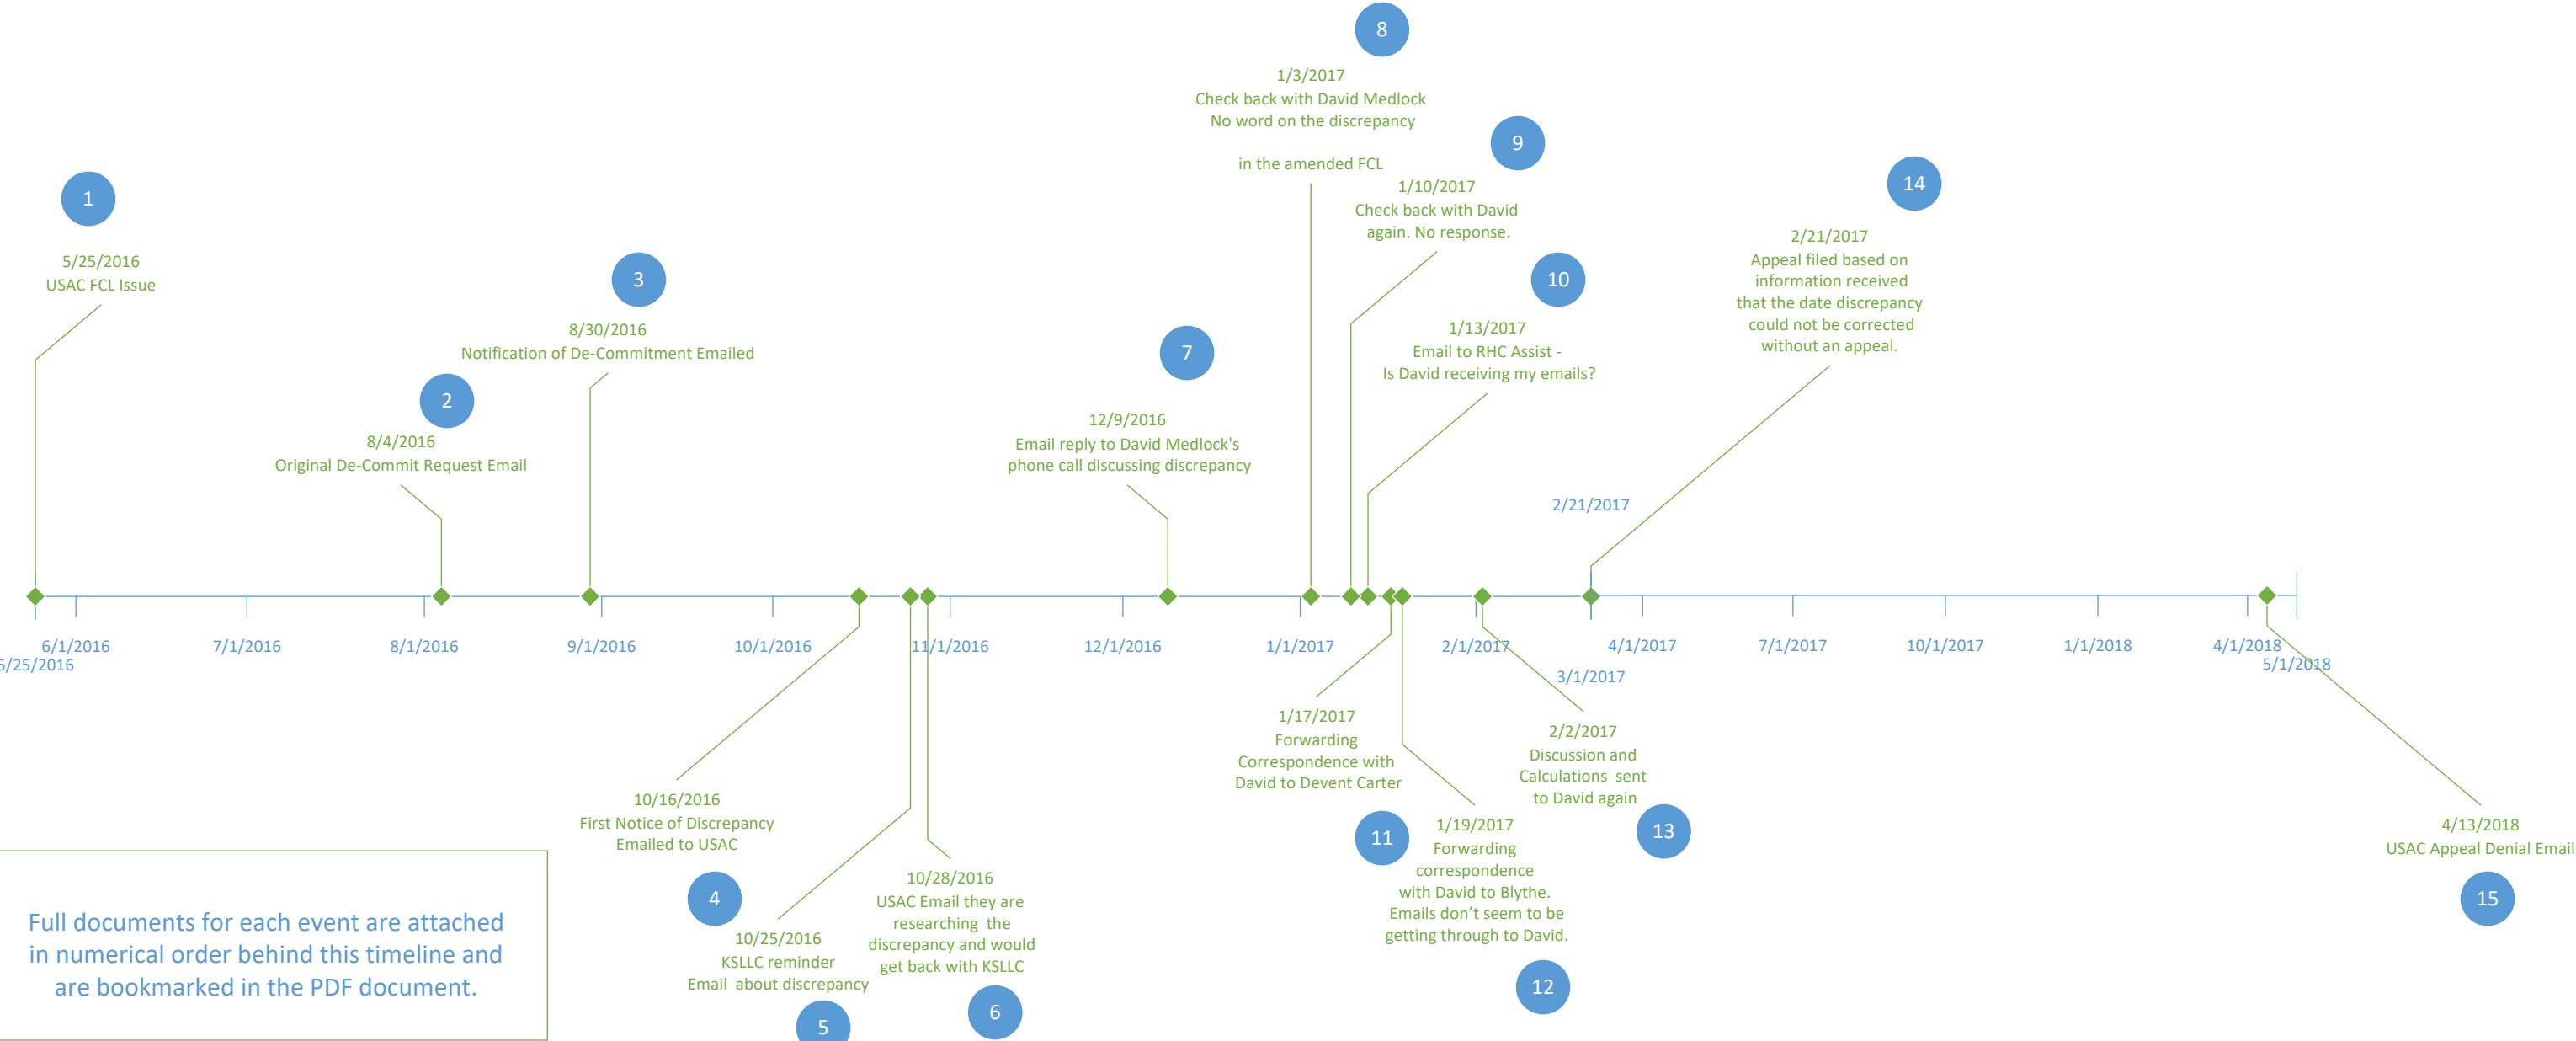 1
5/25/2016
USAC FCL Issue
2
8/4/2016
Original De-Commit Request Email
3
8/30/2016
Notification of De-Commitment Emailed
7
12/9/2016
Email reply to David Medlock's
phone call discussing discrepancy
8
1/3/2017
Check back with David Medlock
No word on the discrepancy
in the amended FCL
9
1/10/2017
Check back with David
again. No response.
10
1/13/2017
Email to RHC Assist -
Is David receiving my emails?
14
2/21/2017
Appeal filed based on
information received
that the date discrepancy
could not be corrected
without an appeal.
2/21/2017
6/1/2016
7/1/2016
8/1/2016
9/1/2016
10/1/2016
11/1/2016
12/1/2016
1/1/2017
2/1/2017
4/1/2017
7/1/2017
10/1/2017
1/1/2018
4/1/2018
5/25/2016
3/1/2017
5/1/2018
10/16/2016
First Notice of Discrepancy
Emailed to USAC
4
10/25/2016
KSLLC reminder
Email about discrepancy
5
10/28/2016
USAC Email they are
researching the
discrepancy and would
get back with KSLLC
6
1/17/2017
Forwarding
Correspondence with
David to Devent Carter
11
1/19/2017
Forwarding
correspondence
with David to Blythe.
Emails don’t seem to be
getting through to David.
12
2/2/2017
Discussion and
Calculations sent
to David again
13
4/13/2018
USAC Appeal Denial Email
15
Full documents for each event are attached
in numerical order behind this timeline and
are bookmarked in the PDF document.